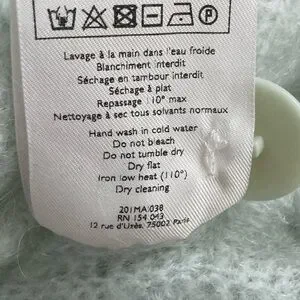 Lavage à la main dans l'eau froide
Blanchiment interdit
Séchage en tambour interdit
Séchage à plat
Repassage 110° max
Nettoyage à sec tous solvants normaux
Hand wash in cold water
Do not bleach
Do not tumble dry
Dry flat
Iron low heat (110°)
Dry cleaning
201MA1038
RN 154 043
12 rue d'Uzès, 75002 Paris